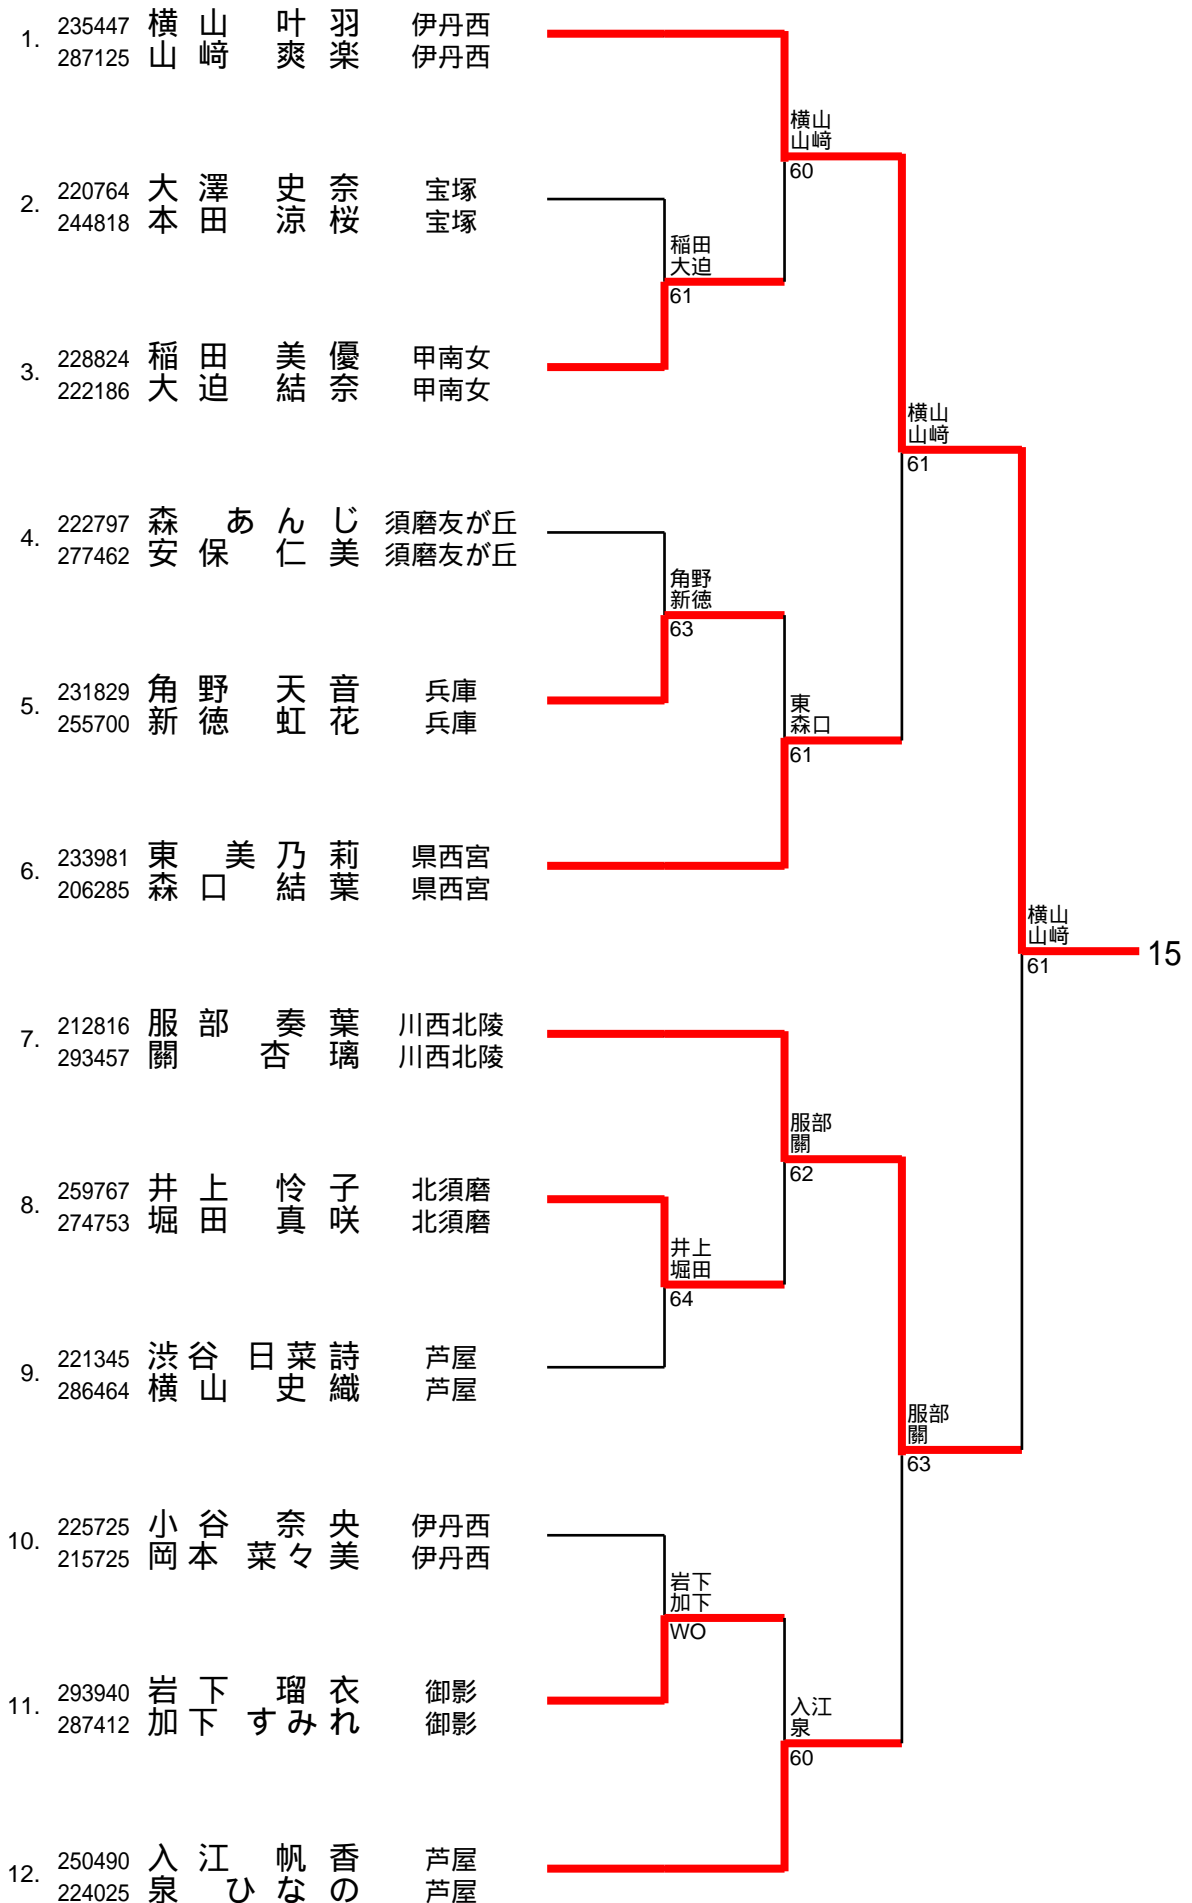 1. 235447 横山 叶羽 伊丹西
287125 山﨑 爽楽 伊丹西
横山
山﨑
60
2. 220764 大澤 史奈 宝塚
244818 本田 涼桜 宝塚
稲田
大迫
61
3. 228824 稲田 美優 甲南女
222186 大迫 結奈 甲南女
横山
山﨑
61
4. 222797 森 あんじ 須磨友が丘
277462 安保 仁美 須磨友が丘
角野
新徳
63
5. 231829 角野 天音 兵庫
255700 新徳 虹花 兵庫
東
森口
61
6. 233981 東 美乃莉 県西宮
206285 森口 結葉 県西宮
横山
山﨑
61
15
7. 212816 服部 奏葉 川西北陵
293457 關 杏璃 川西北陵
服部
關
62
8. 259767 井上 怜子 北須磨
274753 堀田 真咲 北須磨
井上
堀田
64
9. 221345 渋谷 日菜詩 芦屋
286464 横山 史織 芦屋
服部
關
63
10. 225725 小谷 奈央 伊丹西
215725 岡本 菜々美 伊丹西
岩下
加下
WO
11. 293940 岩下 瑠衣 御影
287412 加下 すみれ 御影
入江
泉
60
12. 250490 入江 帆香 芦屋
224025 泉 ひなの 芦屋